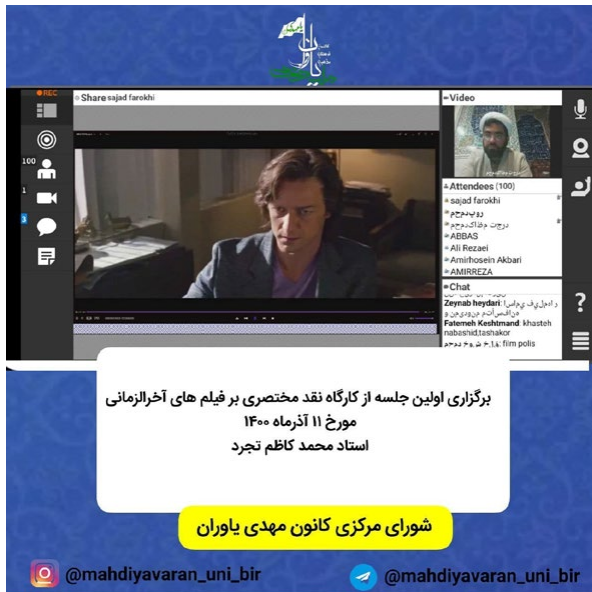 REC
Share sajad farokhi
Video
100
1
3
Attendees (100)
sajad farokhi
ABBAS
Ali Rezaei
Amirhosein Akbari
AMIRREZA
Chat
Zeynab heydari:
Fatemeh Keshtmand: khasteh
nabashid,tashakor
film polis
برگزاری اولین جلسه از کارگاه نقد مختصری بر فیلم های آخرالزمانی
مورخ ۱۱ آذرماه ۱۴۰۰
استاد محمد کاظم تجرد
شورای مرکزی کانون مهدی یاوران
@mahdiyavaran_uni_bir
@mahdiyavaran_uni_bir